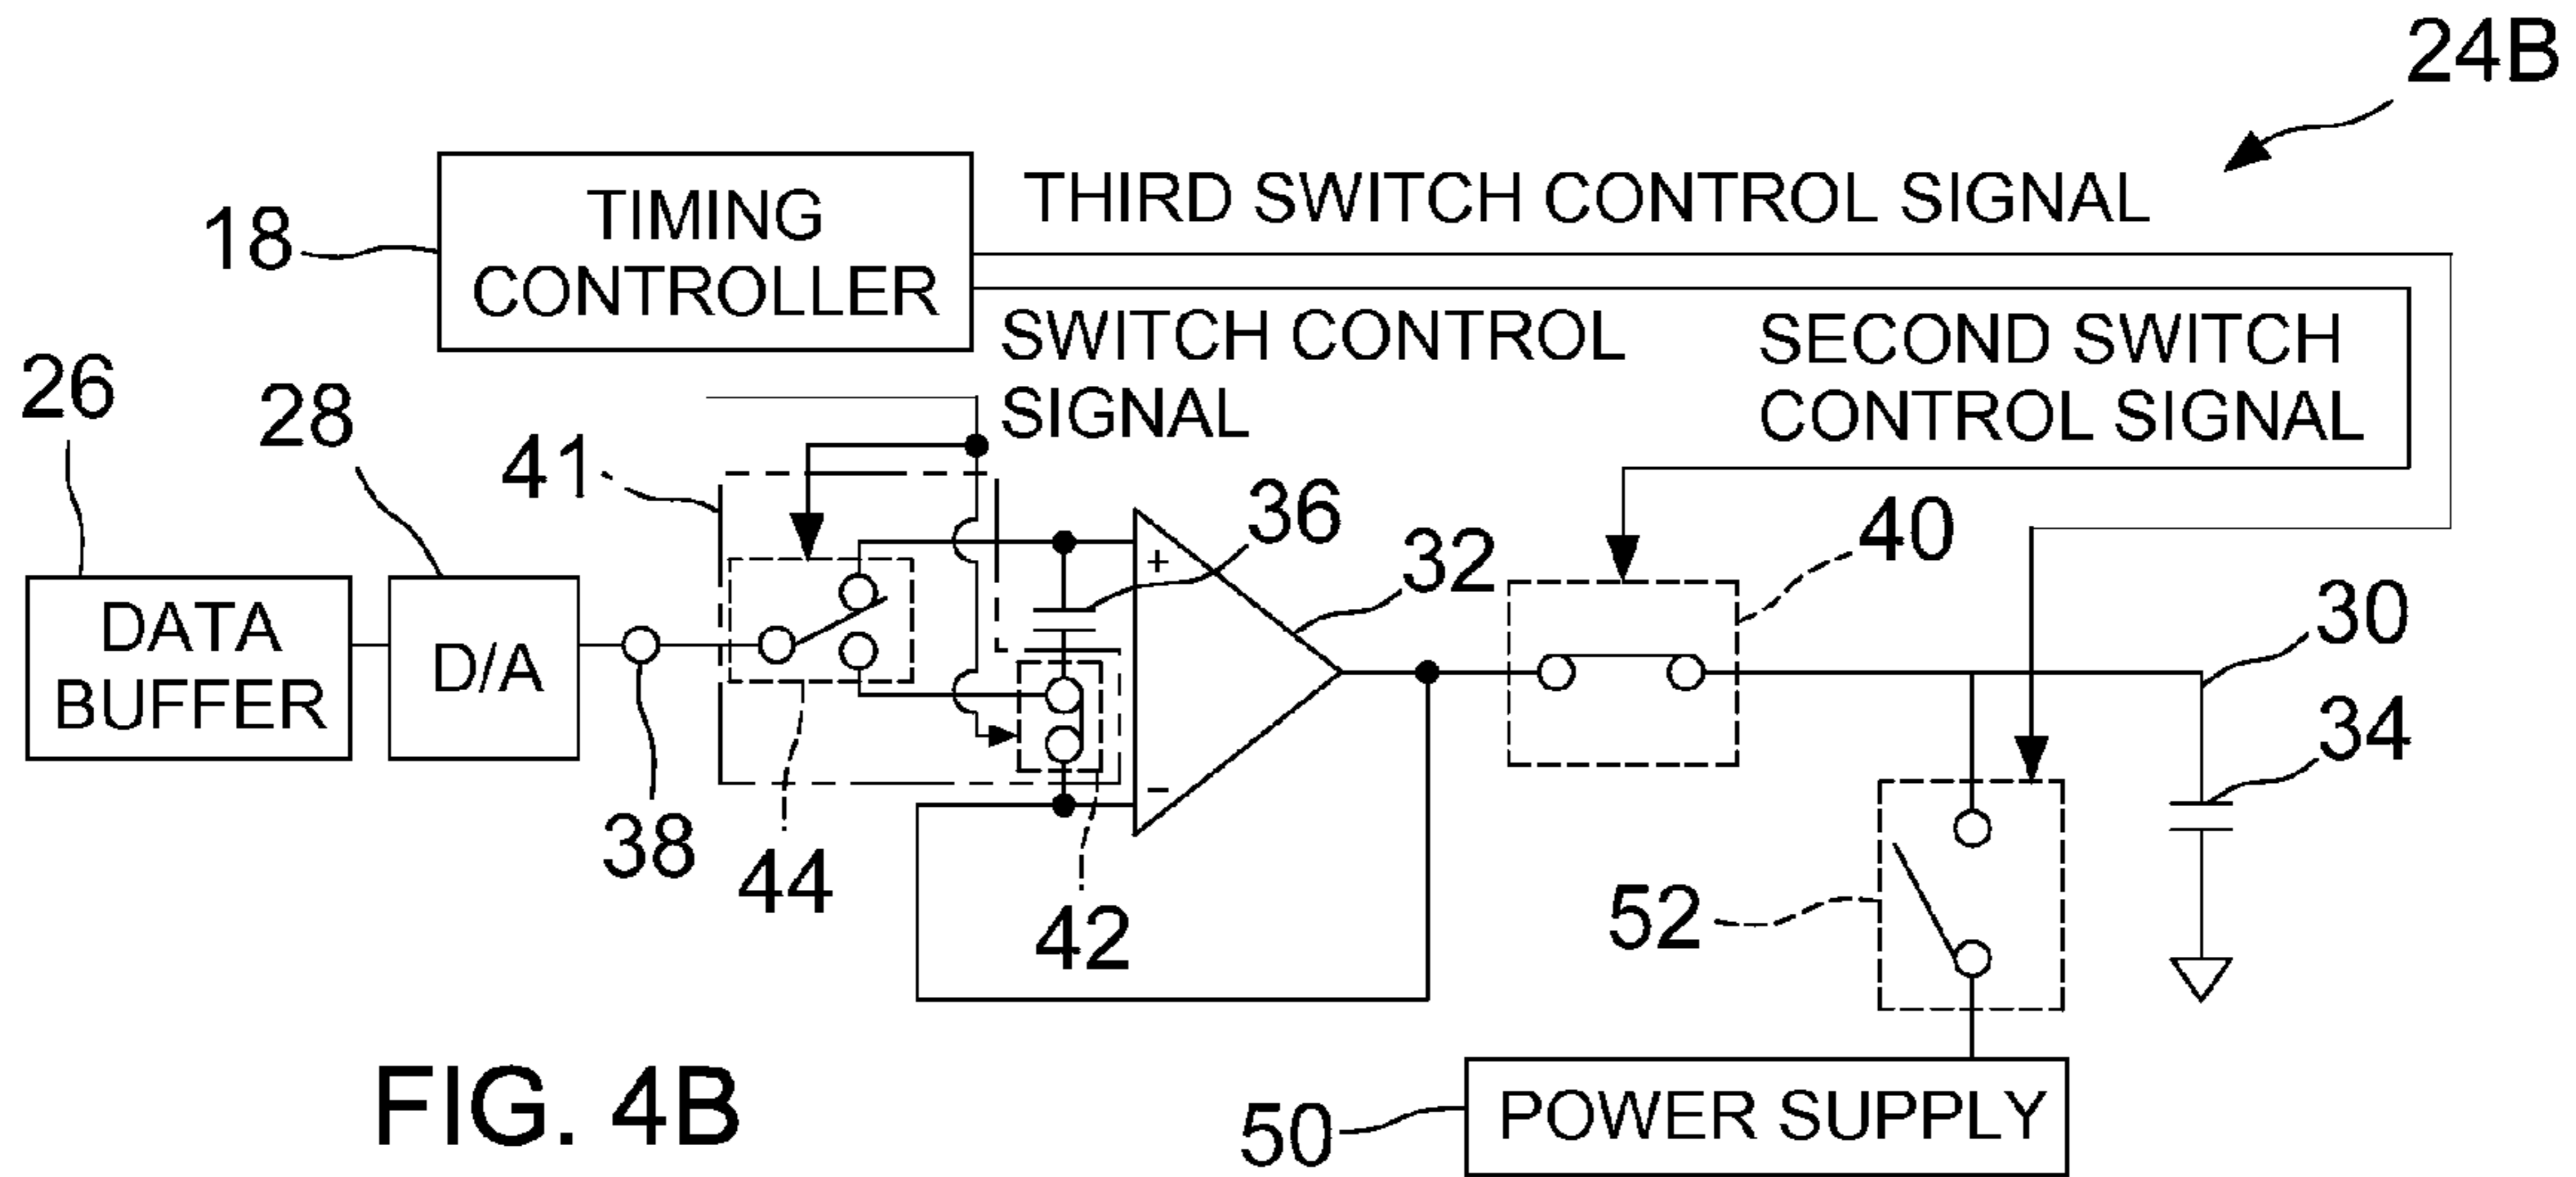 24B
TIMING
CONTROLLER
18
THIRD SWITCH CONTROL SIGNAL
SWITCH CONTROL
SIGNAL
SECOND SWITCH
CONTROL SIGNAL
26
28
41
36
32
40
30
34
+
-
DATA
BUFFER
D/A
38
44
42
52
50
POWER SUPPLY
FIG. 4B